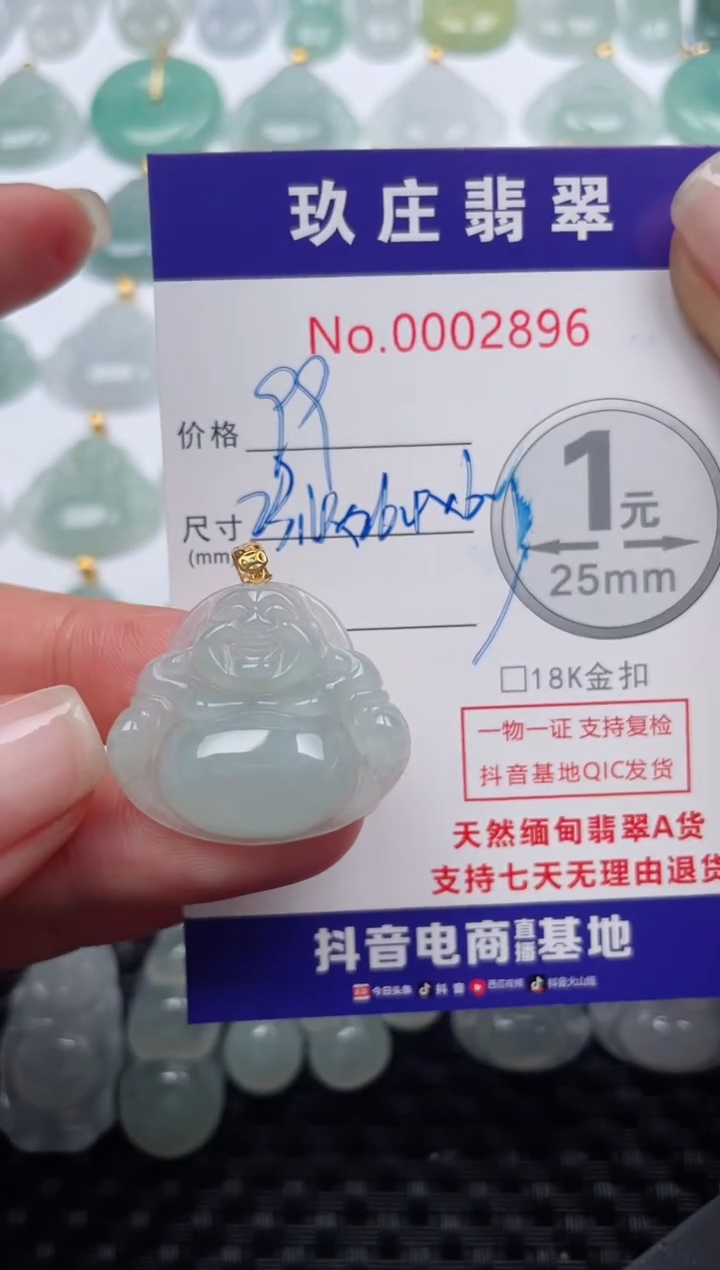 玖庄翡翠
No.0002896
价格
尺寸
(mm
1元
25mm
□18K金扣
一物一证 支持复检
抖音基地QIC发货
天然缅甸翡翠A货
支持七天无理由退货
抖音电商直播基地
今日头条 抖音 西瓜视频 抖音火山版